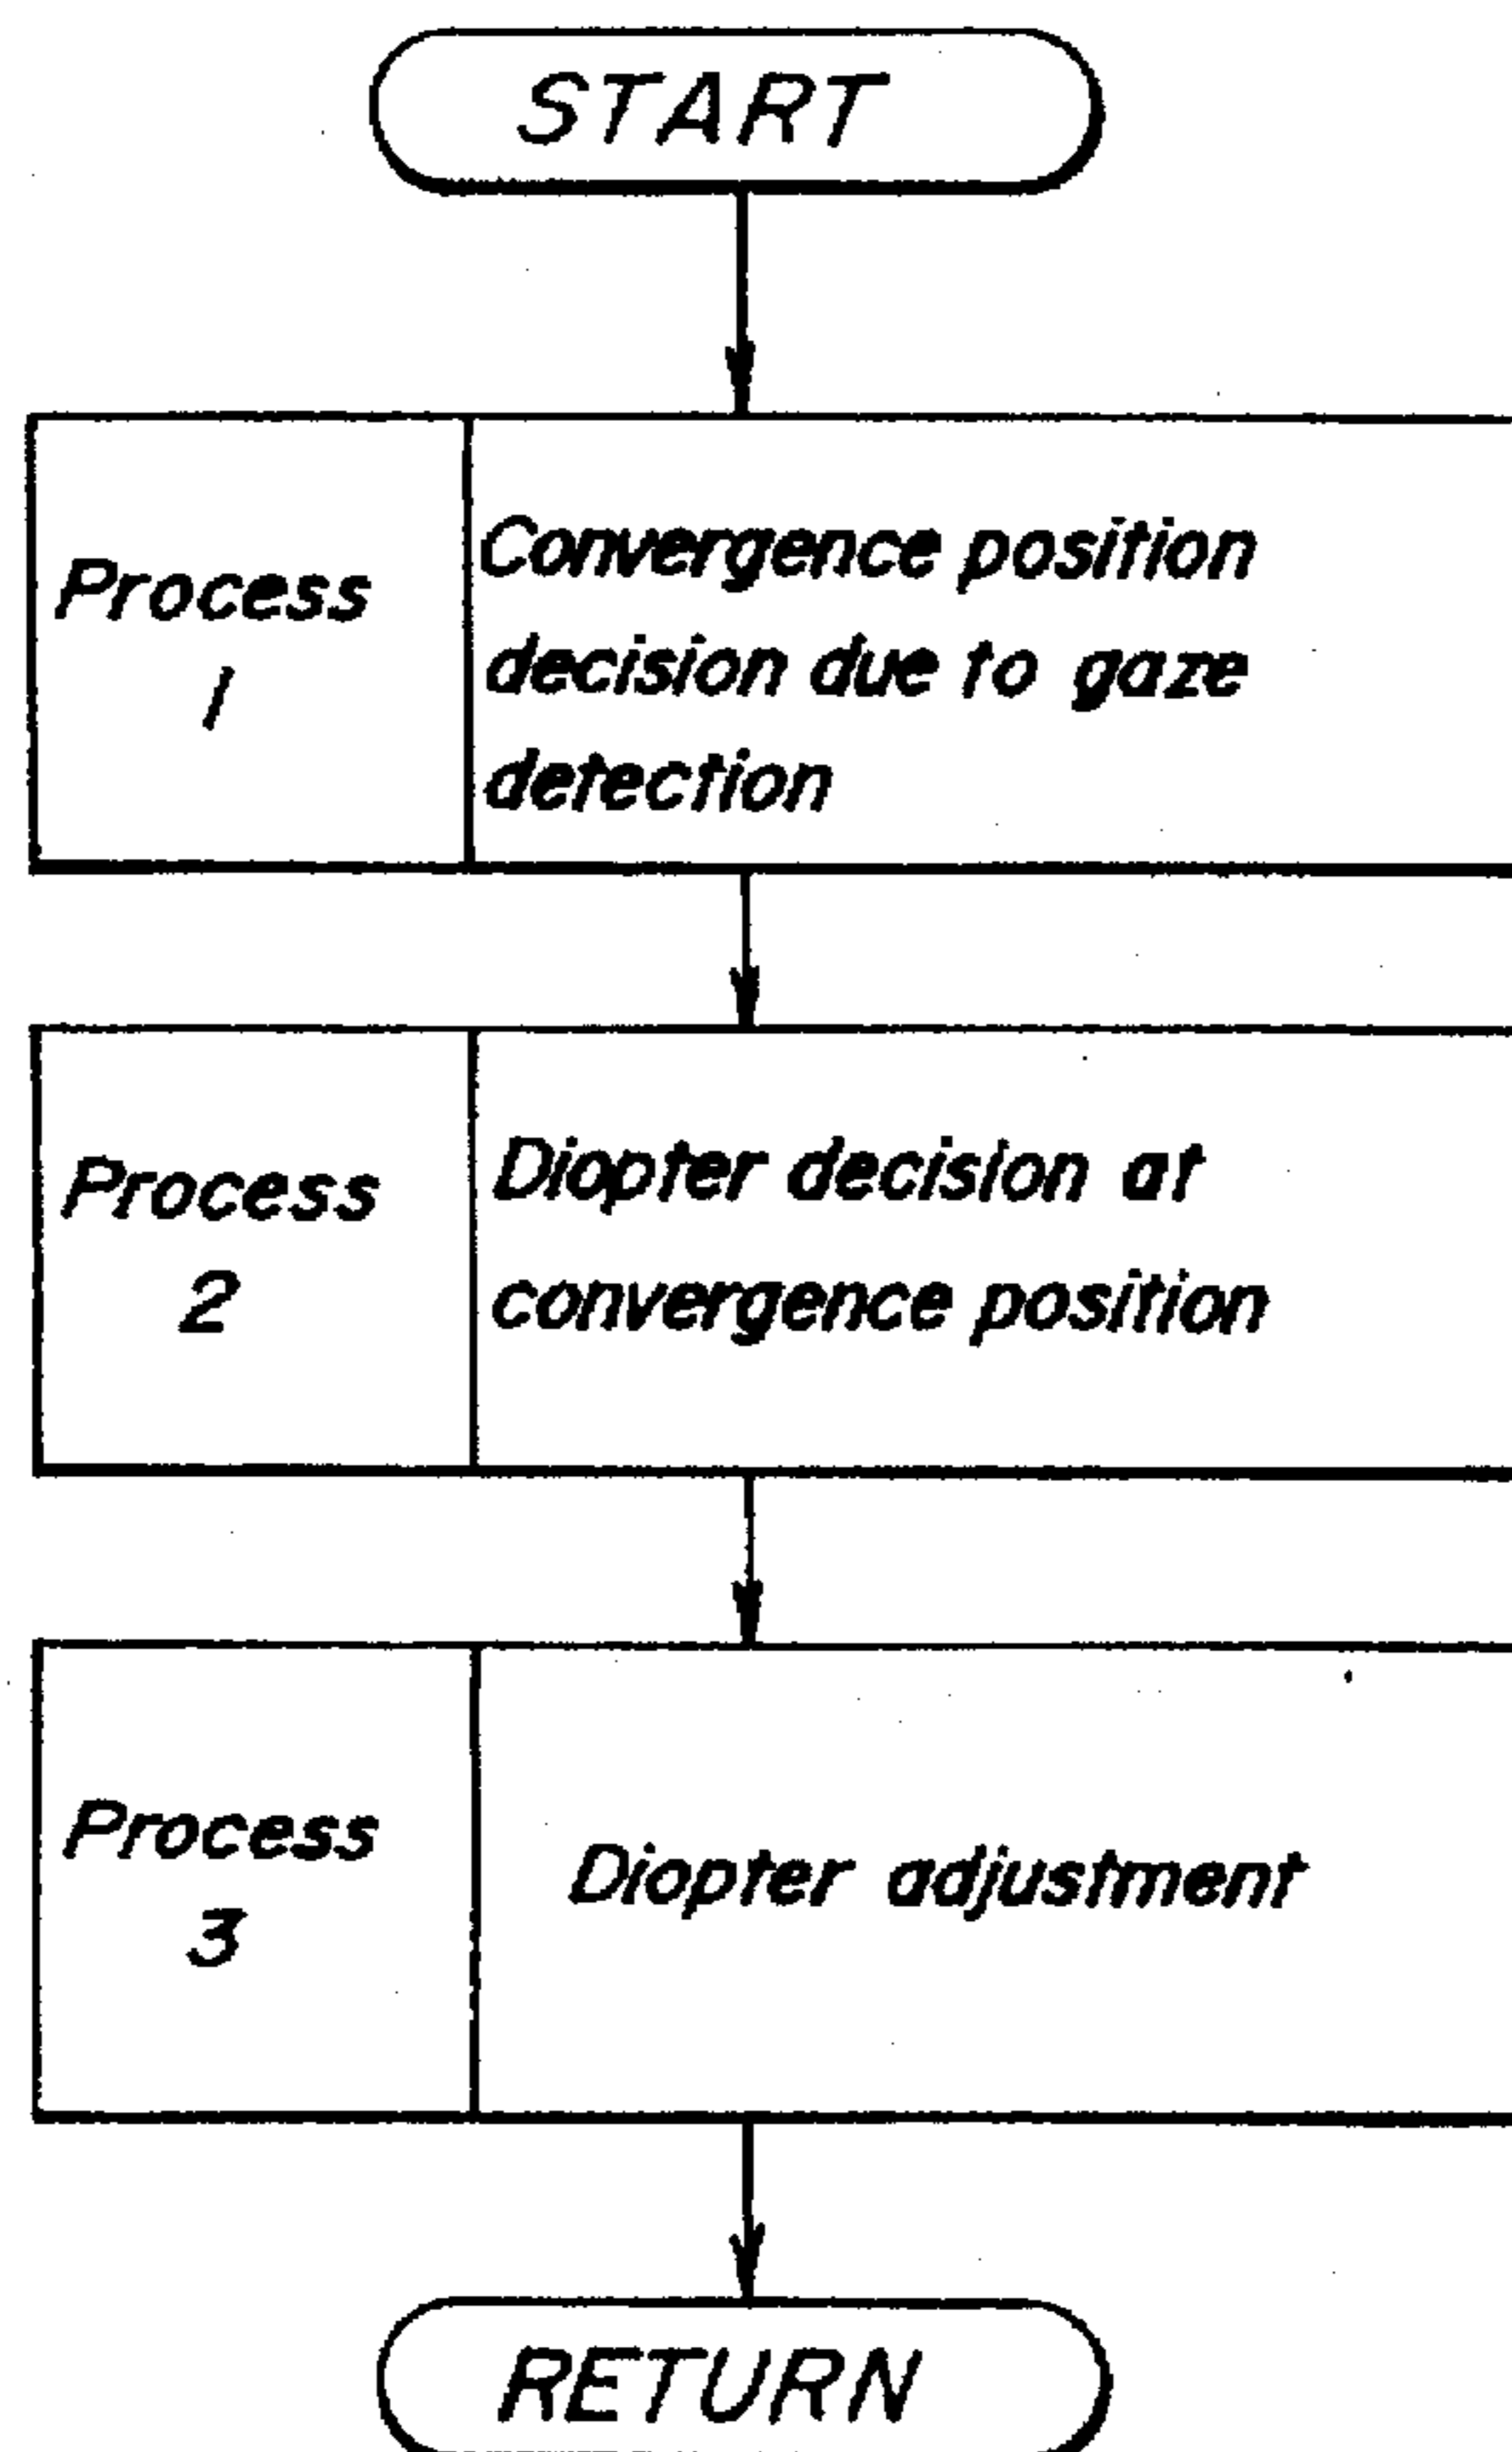 START
Process
1
Convergence position
decision due to gaze
detection
Process
2
Diopter decision at
convergence position
Process
3
Diopter adjustment
RETURN